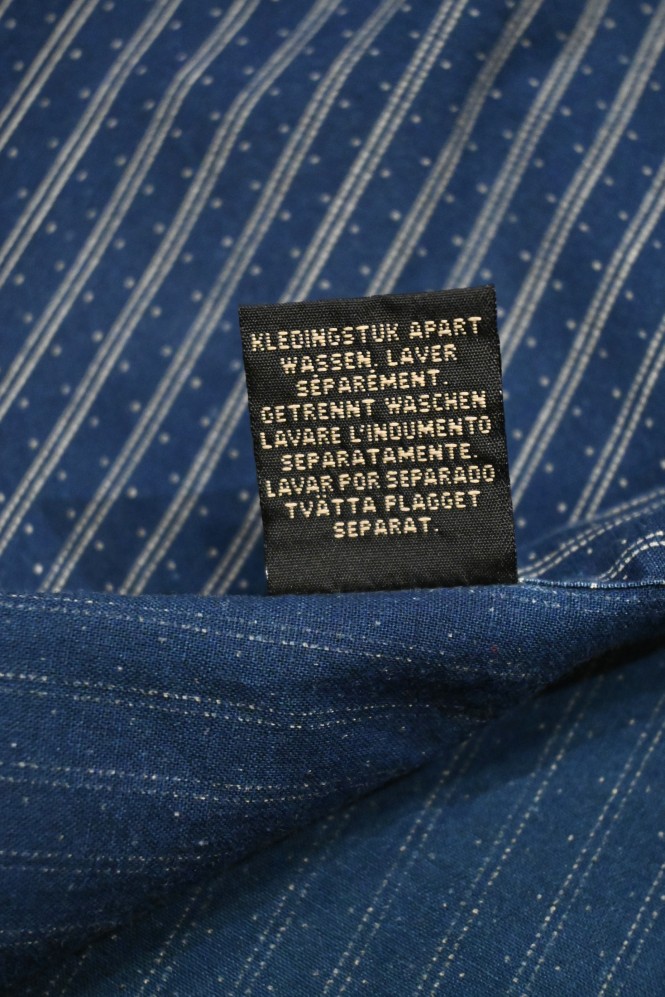 KLEDINGSTUK APART
WASSEN, LAVER
SÉPARÉMENT.
GETRENNT WASCHEN
LAVARE L'INDUMENTO
SEPARATAMENTE.
LAVAR POR SEPARADO
TVÄTTA PLAGGET
SEPARAT.